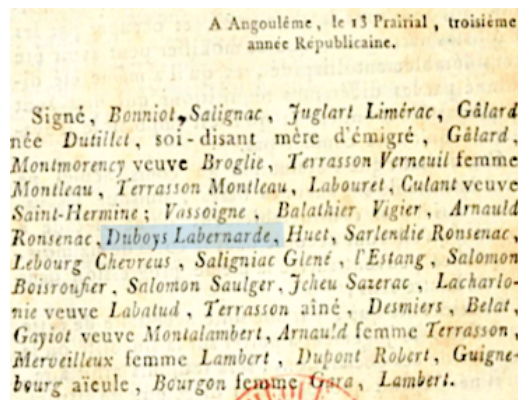 A Angoulême, le 13 Prairial, troisième
année Républicaine.
Signé, Bonniot, Salignac, Juglart Limérac, Gâlard
née Dutillet, soi-disant mère d'émigré, Gâlard,
Montmorency veuve Broglie, Terrasson Verneuil femme
Montleau, Terrasson Montleau, Labouret, Culant veuve
Saint-Hermine; Vassoigne, Balathier Vigier, Arnauld
Ronsenac, Duboys Labernarde, Huet, Sarlendie Ronsenac,
Lebourg Chevreus, Saligniac Glené, l'Estang, Salomon
Boisroufier, Salomon Saulger, Jeheu Sazerac, Lacharlo-
nie veuve Labatud, Terrasson aîné, Desmiers, Belat,
Gayiot veuve Montalambert, Arnauld femme Terrasson,
Merveilleux femme Lambert, Dupont Robert, Guigne-
bourg aïcule, Bourgon femme Gara, Lambert.